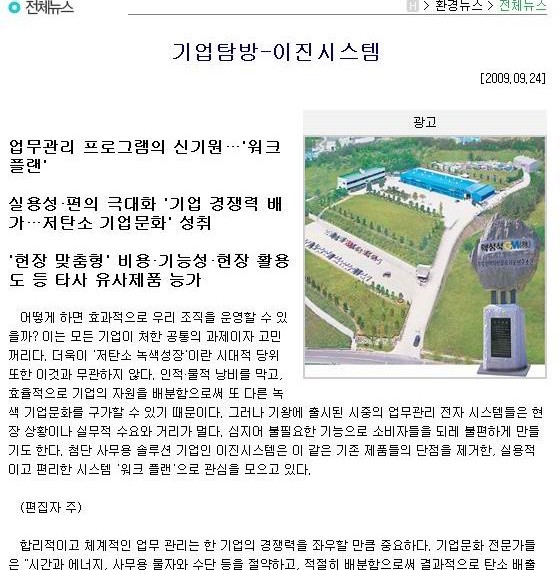 전체뉴스
H > 환경뉴스 > 전체뉴스
기업탐방-이진시스템
[2009.09.24]
광고
업무관리 프로그램의 신기원…'워크
플랜'
실용성·편의 극대화 '기업 경쟁력 배
가…저탄소 기업문화' 성취
'현장 맞춤형' 비용·기능성·현장 활용
도 등 타사 유사제품 능가
어떻게 하면 효과적으로 우리 조직을 운영할 수 있
을까? 이는 모든 기업이 처한 공통의 과제이자 고민
꺼리다. 더욱이 '저탄소 녹색성장'이란 시대적 당위
또한 이것과 무관하지 않다. 인적·물적 낭비를 막고,
효율적으로 기업의 자원을 배분함으로써 또 다른 녹
색 기업문화를 구가할 수 있기 때문이다. 그러나 기왕에 출시된 시중의 업무관리 전자 시스템들은 현
장 상황이나 실무적 수요와 거리가 멀다. 심지어 불필요한 기능으로 소비자들을 되레 불편하게 만들
기도 한다. 첨단 사무용 솔루션 기업인 이진시스템은 이 같은 기존 제품들의 단점을 제거한, 실용적
이고 편리한 시스템 '워크 플랜'으로 관심을 모으고 있다.
(편집자 주)
합리적이고 체계적인 업무 관리는 한 기업의 경쟁력을 좌우할 만큼 중요하다. 기업문화 전문가들
은 "시간과 에너지, 사무용 물자와 수단 등을 절약하고, 적절히 배분함으로써 결과적으로 탄소 배출